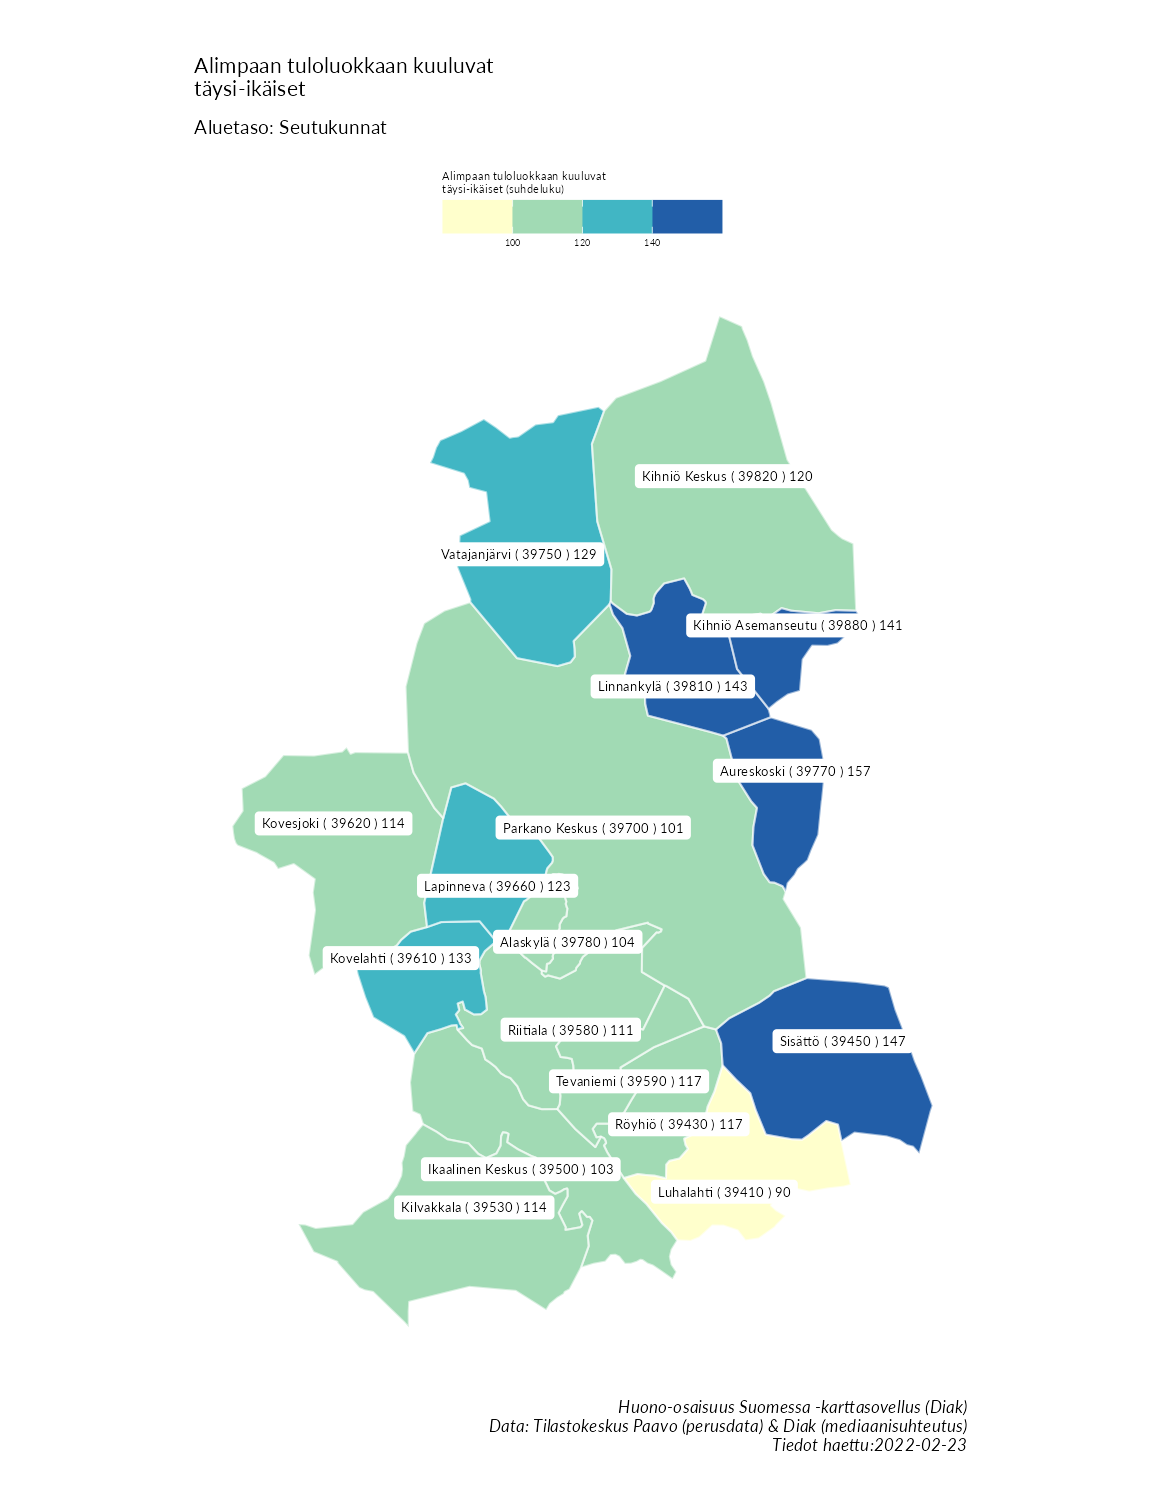 Alimpaan tuloluokkaan kuuluvat
täysi-ikäiset
Aluetaso: Seutukunnat
Alimpaan tuloluokkaan kuuluvat
täysi-ikäiset (suhdeluku)
100 120 140
Kihniö Keskus ( 39820 ) 120
Vatajanjärvi ( 39750 ) 129
Kihniö Asemanseutu ( 39880 ) 141
Linnankylä ( 39810 ) 143
Aureskoski ( 39770 ) 157
Kovesjoki ( 39620 ) 114
Parkano Keskus ( 39700 ) 101
Lapinneva ( 39660 ) 123
Alaskylä ( 39780 ) 104
Kovelahti ( 39610 ) 133
Riitiala ( 39580 ) 111
Sisättö ( 39450 ) 147
Tevaniemi ( 39590 ) 117
Röyhiö ( 39430 ) 117
Ikaalinen Keskus ( 39500 ) 103
Luhalahti ( 39410 ) 90
Kilvakkala ( 39530 ) 114
Huono-osaisuus Suomessa -karttasovellus (Diak)
Data: Tilastokeskus Paavo (perusdata) & Diak (mediaanisuhteutus)
Tiedot haettu:2022-02-23